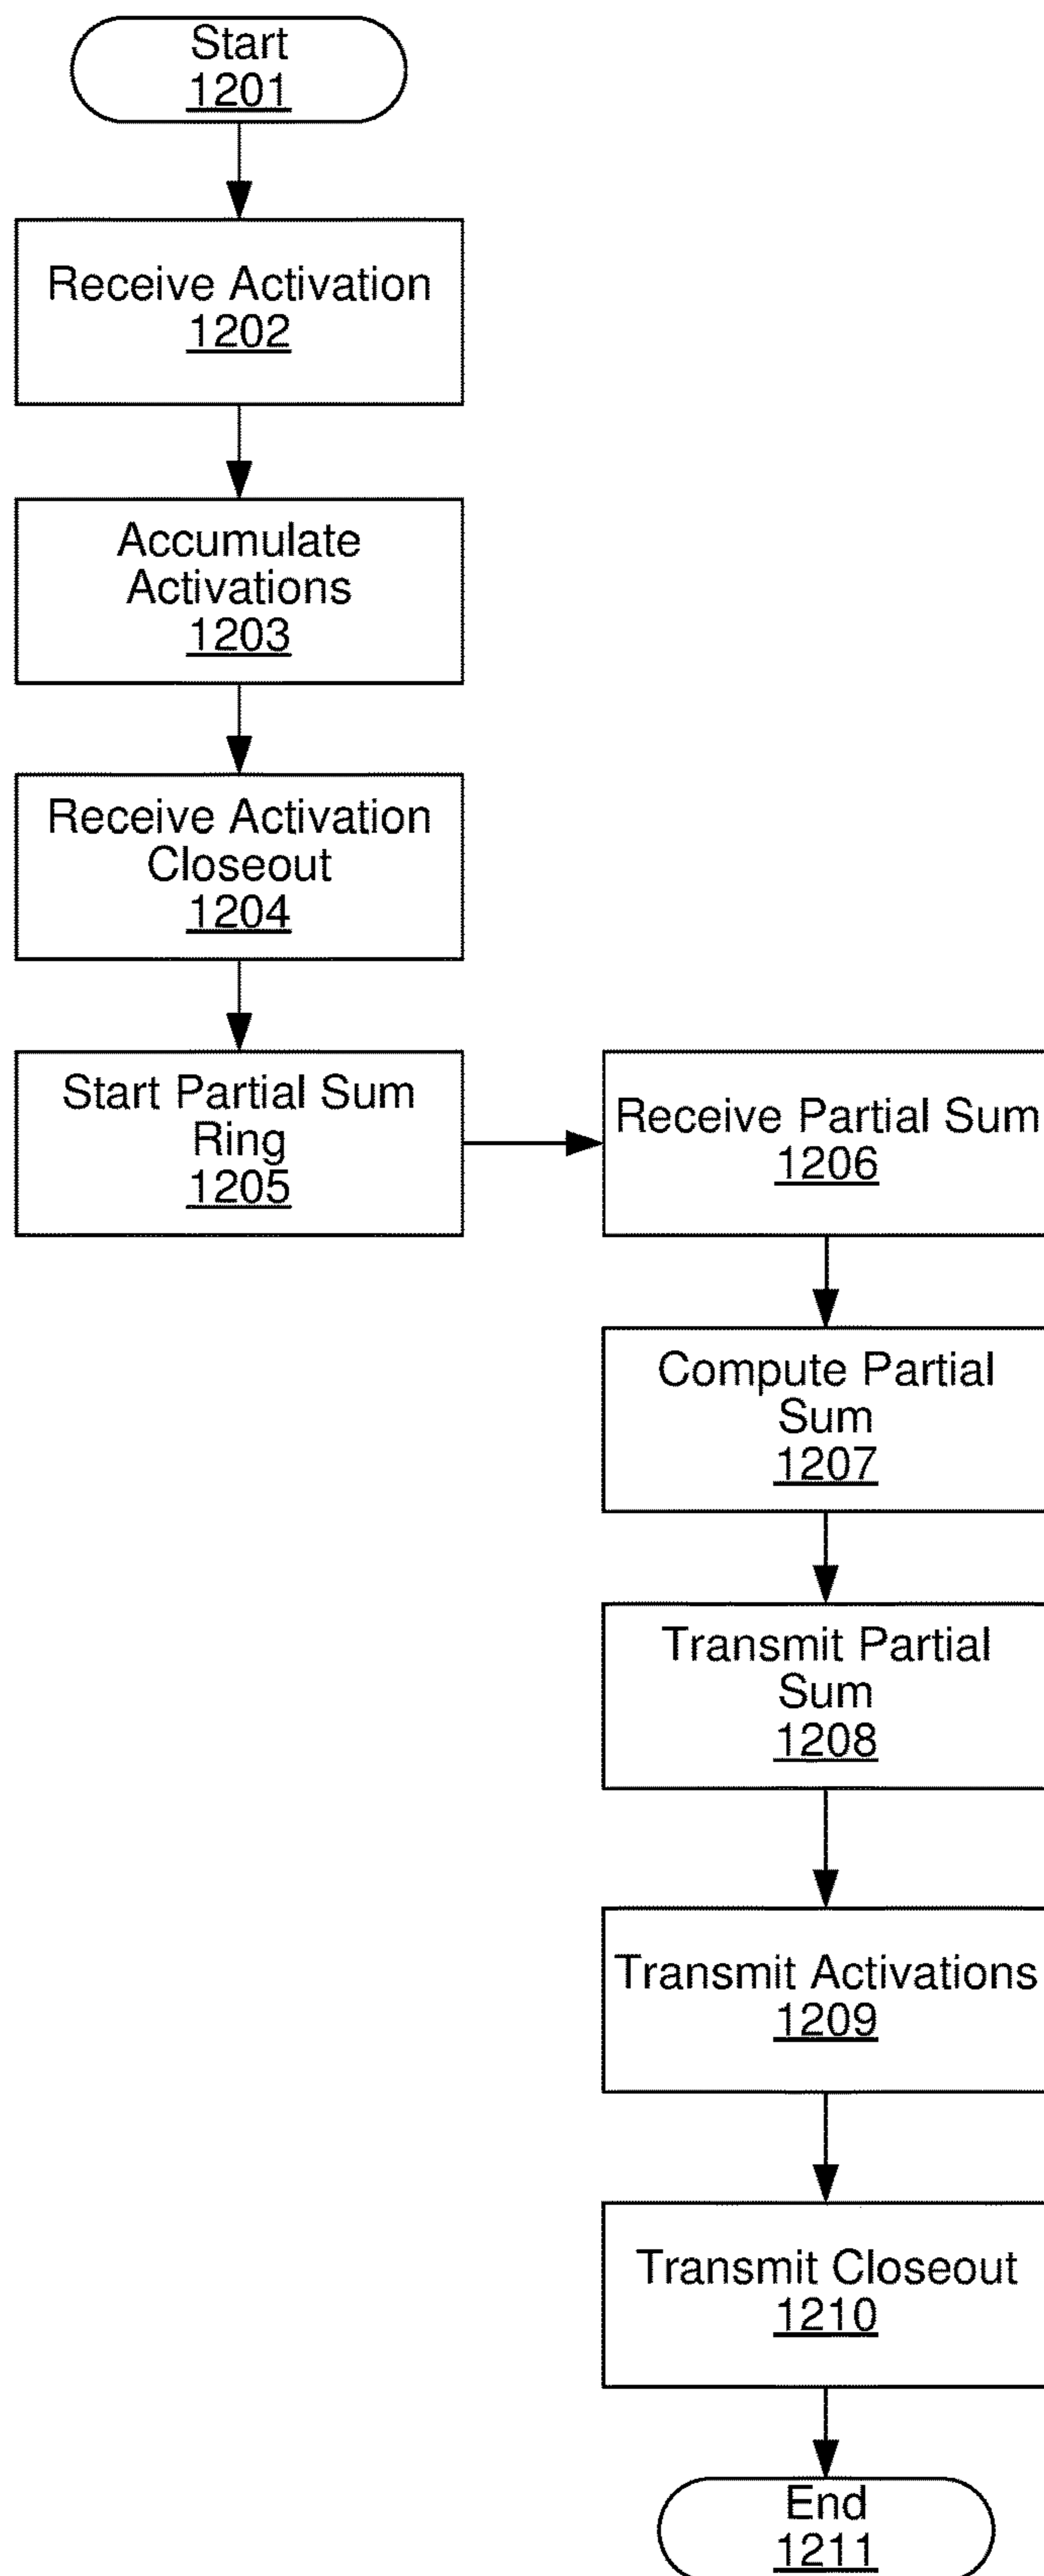 Start
1201
Receive Activation
1202
Accumulate
Activations
1203
Receive Activation
Closeout
1204
Start Partial Sum
Ring
1205
Receive Partial Sum
1206
Compute Partial
Sum
1207
Transmit Partial
Sum
1208
Transmit Activations
1209
Transmit Closeout
1210
End
1211